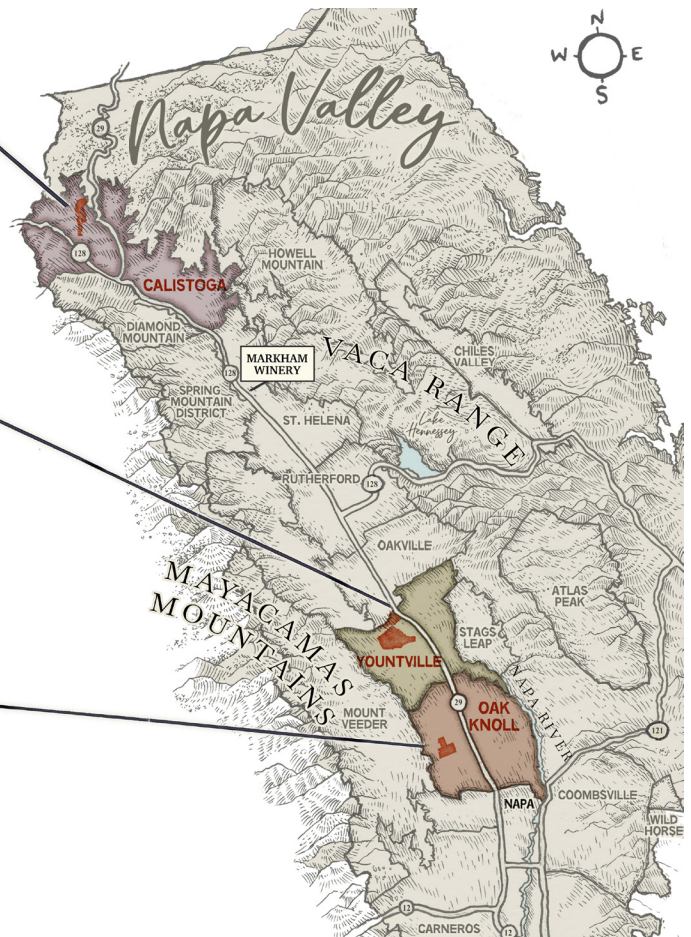 N
W E
S
Napa Valley
29
128
CALISTOGA
HOWELL
MOUNTAIN
DIAMOND
MOUNTAIN
MARKHAM
WINERY
VACA RANGE
CHILES
VALLEY
128
SPRING
MOUNTAIN
DISTRICT
ST. HELENA
Lake
Hennessey
RUTHERFORD
128
OAKVILLE
MAYACAMAS
MOUNTAINS
ATLAS
PEAK
STAGS
LEAP
YOUNTVILLE
NAPA RIVER
29
OAK
KNOLL
MOUNT
VEEDER
121
NAPA
COOMBSVILLE
WILD
HORSE
12
CARNEROS
12